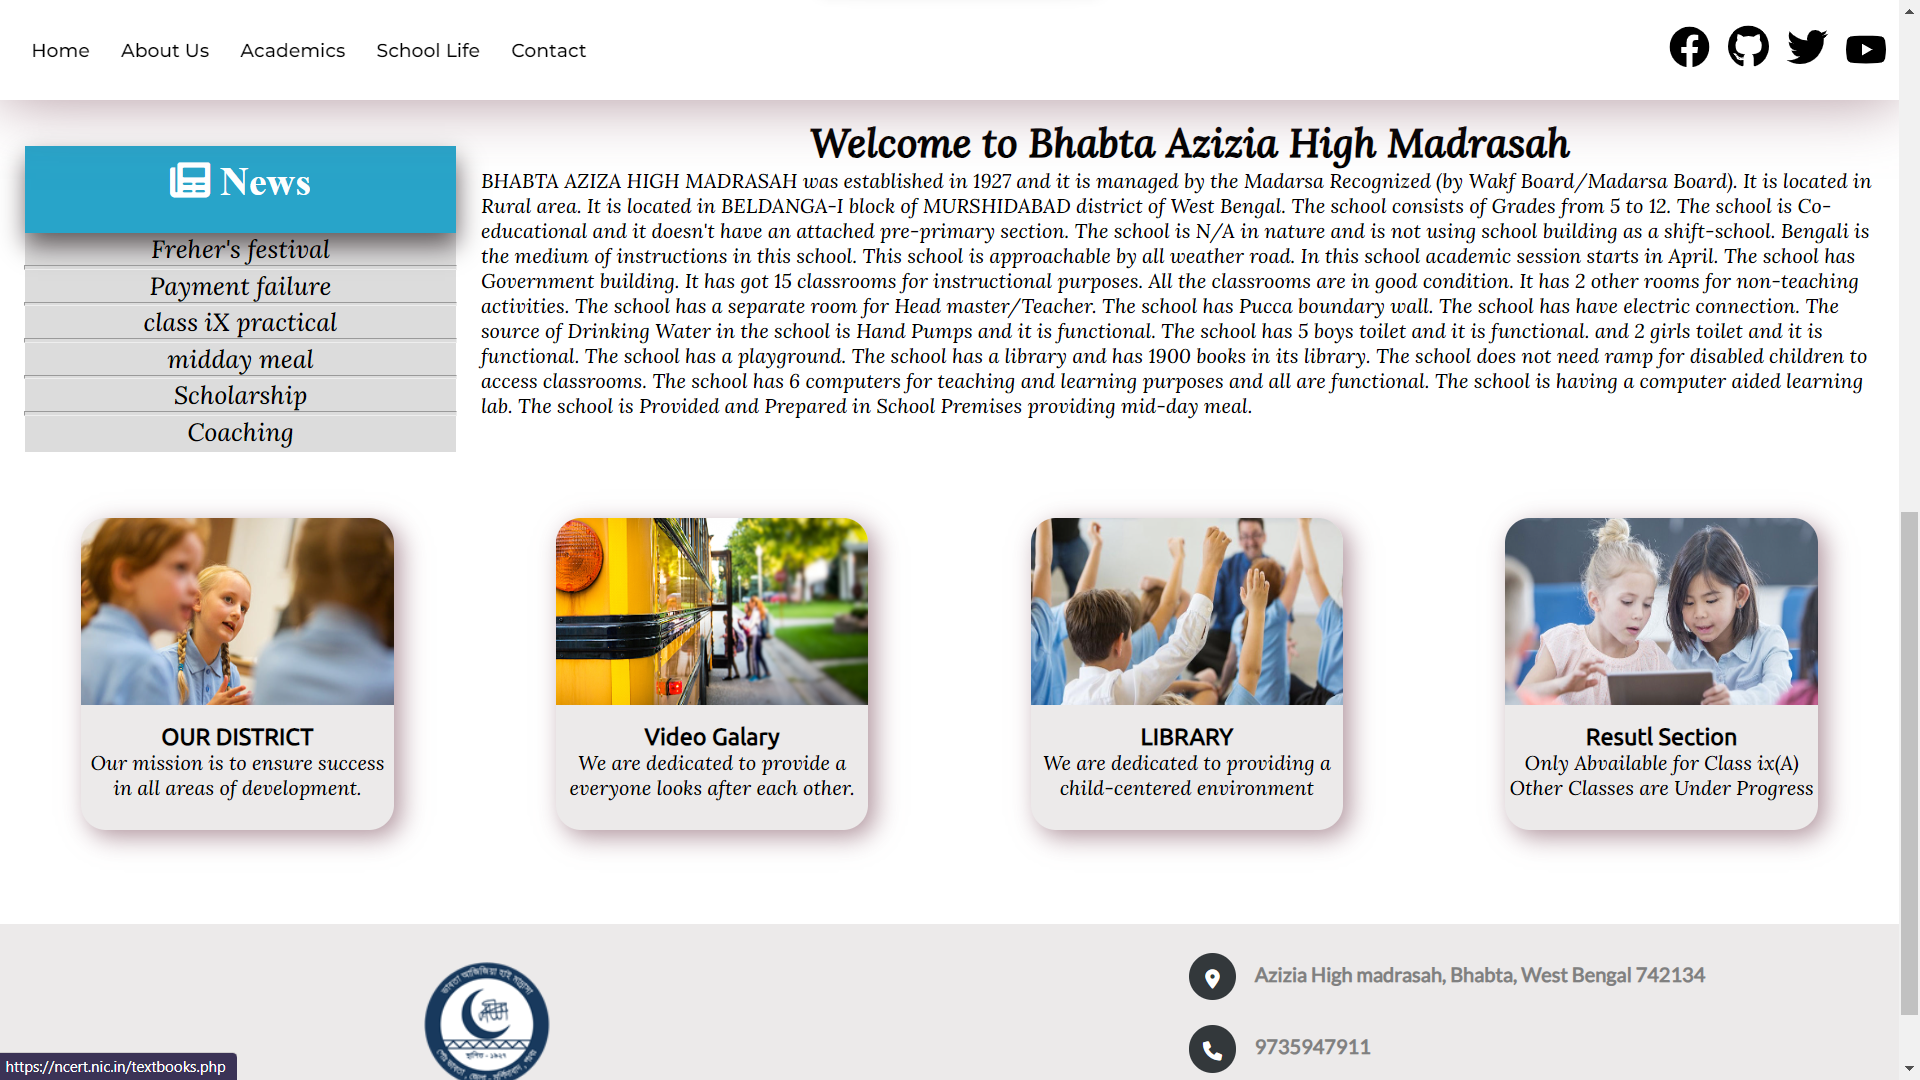 Home About Us Academics School Life Contact
News
Freher's festival
Payment failure
class iX practical
midday meal
Scholarship
Coaching
Welcome to Bhabta Azizia High Madrasah
BHABTA AZIZA HIGH MADRASAH was established in 1927 and it is managed by the Madarsa Recognized (by Wakf Board/Madarsa Board). It is located in
Rural area. It is located in BELDANGA-I block of MURSHIDABAD district of West Bengal. The school consists of Grades from 5 to 12. The school is Co-
educational and it doesn't have an attached pre-primary section. The school is N/A in nature and is not using school building as a shift-school. Bengali is
the medium of instructions in this school. This school is approachable by all weather road. In this school academic session starts in April. The school has
Government building. It has got 15 classrooms for instructional purposes. All the classrooms are in good condition. It has 2 other rooms for non-teaching
activities. The school has a separate room for Head master/Teacher. The school has Pucca boundary wall. The school has have electric connection. The
source of Drinking Water in the school is Hand Pumps and it is functional. The school has 5 boys toilet and it is functional. and 2 girls toilet and it is
functional. The school has a playground. The school has a library and has 1900 books in its library. The school does not need ramp for disabled children to
access classrooms. The school has 6 computers for teaching and learning purposes and all are functional. The school is having a computer aided learning
lab. The school is Provided and Prepared in School Premises providing mid-day meal.
OUR DISTRICT
Our mission is to ensure success
in all areas of development.
Video Galary
We are dedicated to provide a
everyone looks after each other.
LIBRARY
We are dedicated to providing a
child-centered environment
Resutl Section
Only Abvailable for Class ix(A)
Other Classes are Under Progress
স্থাপিত - ১৯২৭
Azizia High madrasah, Bhabta, West Bengal 742134
9735947911
https://ncert.nic.in/textbooks.php